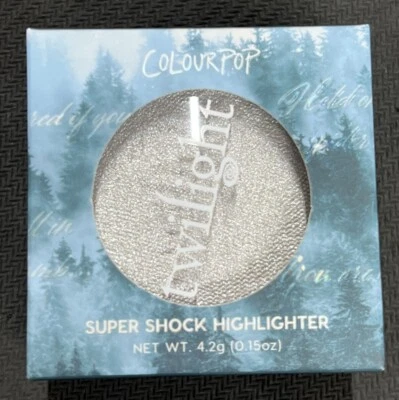 COLOURPOP
twilight
SUPER SHOCK HIGHLIGHTER
NET WT. 4.2g (0.15oz)